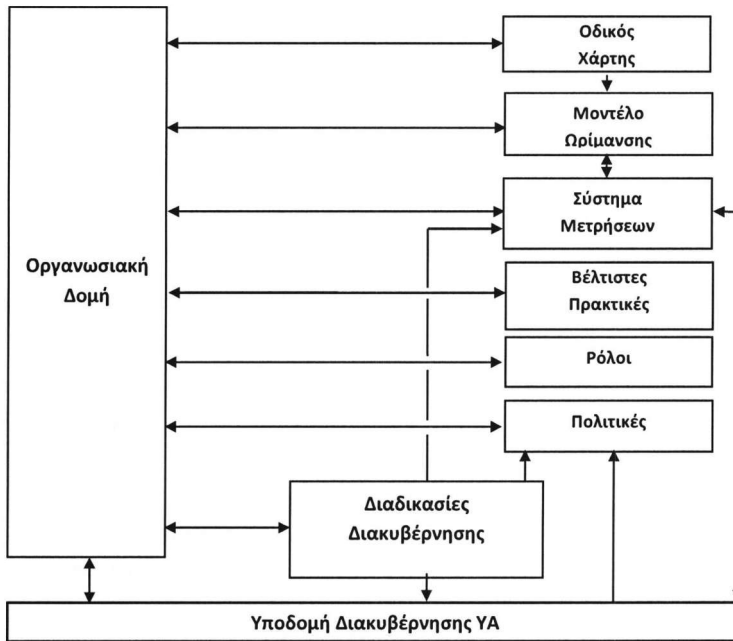 Οργανωσιακή
Δομή
Οδικός
Χάρτης
Μοντέλο
Ωρίμανσης
Σύστημα
Μετρήσεων
Βέλτιστες
Πρακτικές
Ρόλοι
Πολιτικές
Διαδικασίες
Διακυβέρνησης
Υποδομή Διακυβέρνησης ΥΑ